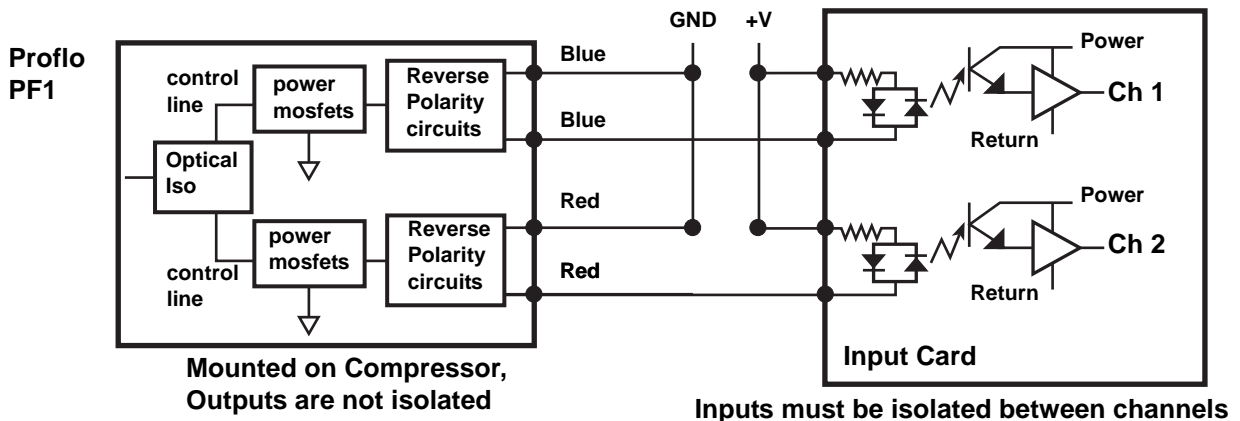 GND +V
Proflo
PF1
control
line
power
mosfets
Reverse
Polarity
circuits
Blue
Blue
Optical
Iso
Red
Red
control
line
power
mosfets
Reverse
Polarity
circuits
Power
Ch 1
Return
Power
Ch 2
Return
Input Card
Mounted on Compressor,
Outputs are not isolated
Inputs must be isolated between channels